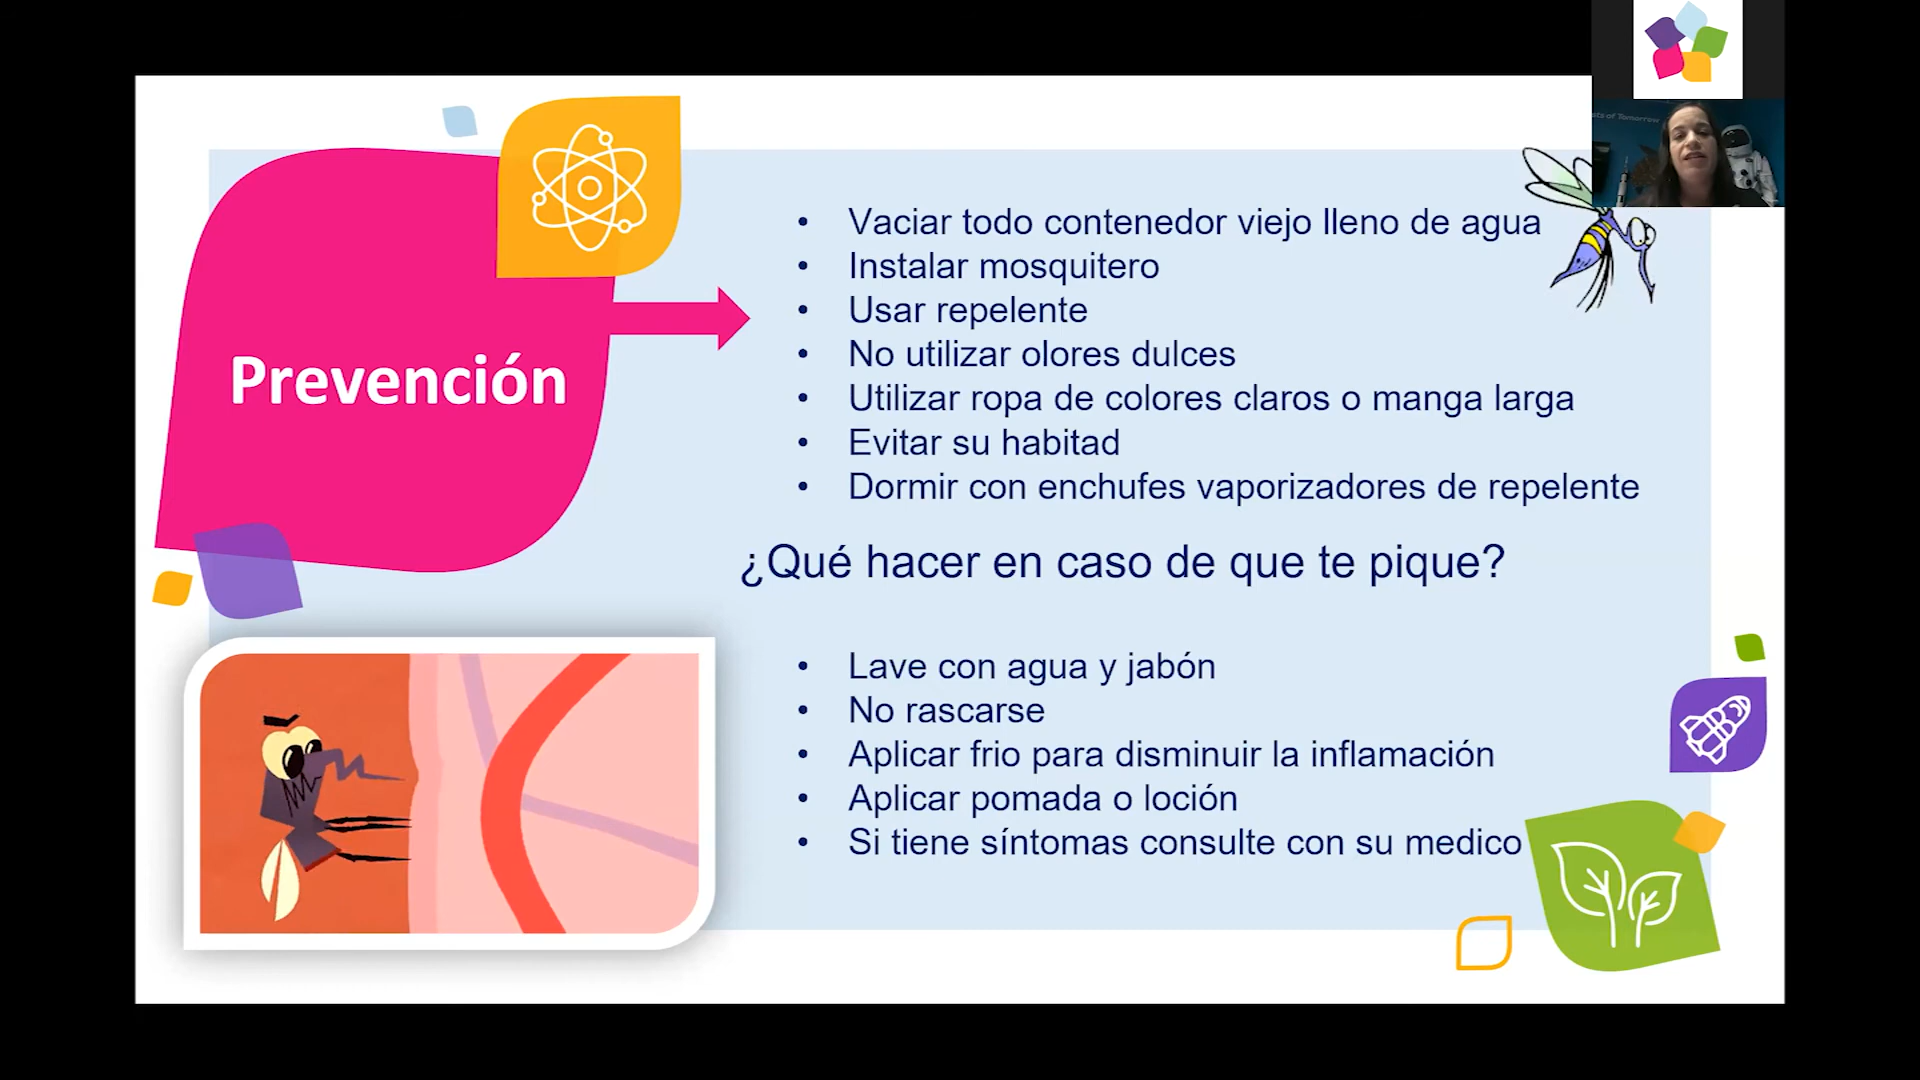 sts of Tomorrow
Prevención
• Vaciar todo contenedor viejo lleno de agua
• Instalar mosquitero
• Usar repelente
• No utilizar olores dulces
• Utilizar ropa de colores claros o manga larga
• Evitar su habitad
• Dormir con enchufes vaporizadores de repelente
¿Qué hacer en caso de que te pique?
• Lave con agua y jabón
• No rascarse
• Aplicar frio para disminuir la inflamación
• Aplicar pomada o loción
• Si tiene síntomas consulte con su medico